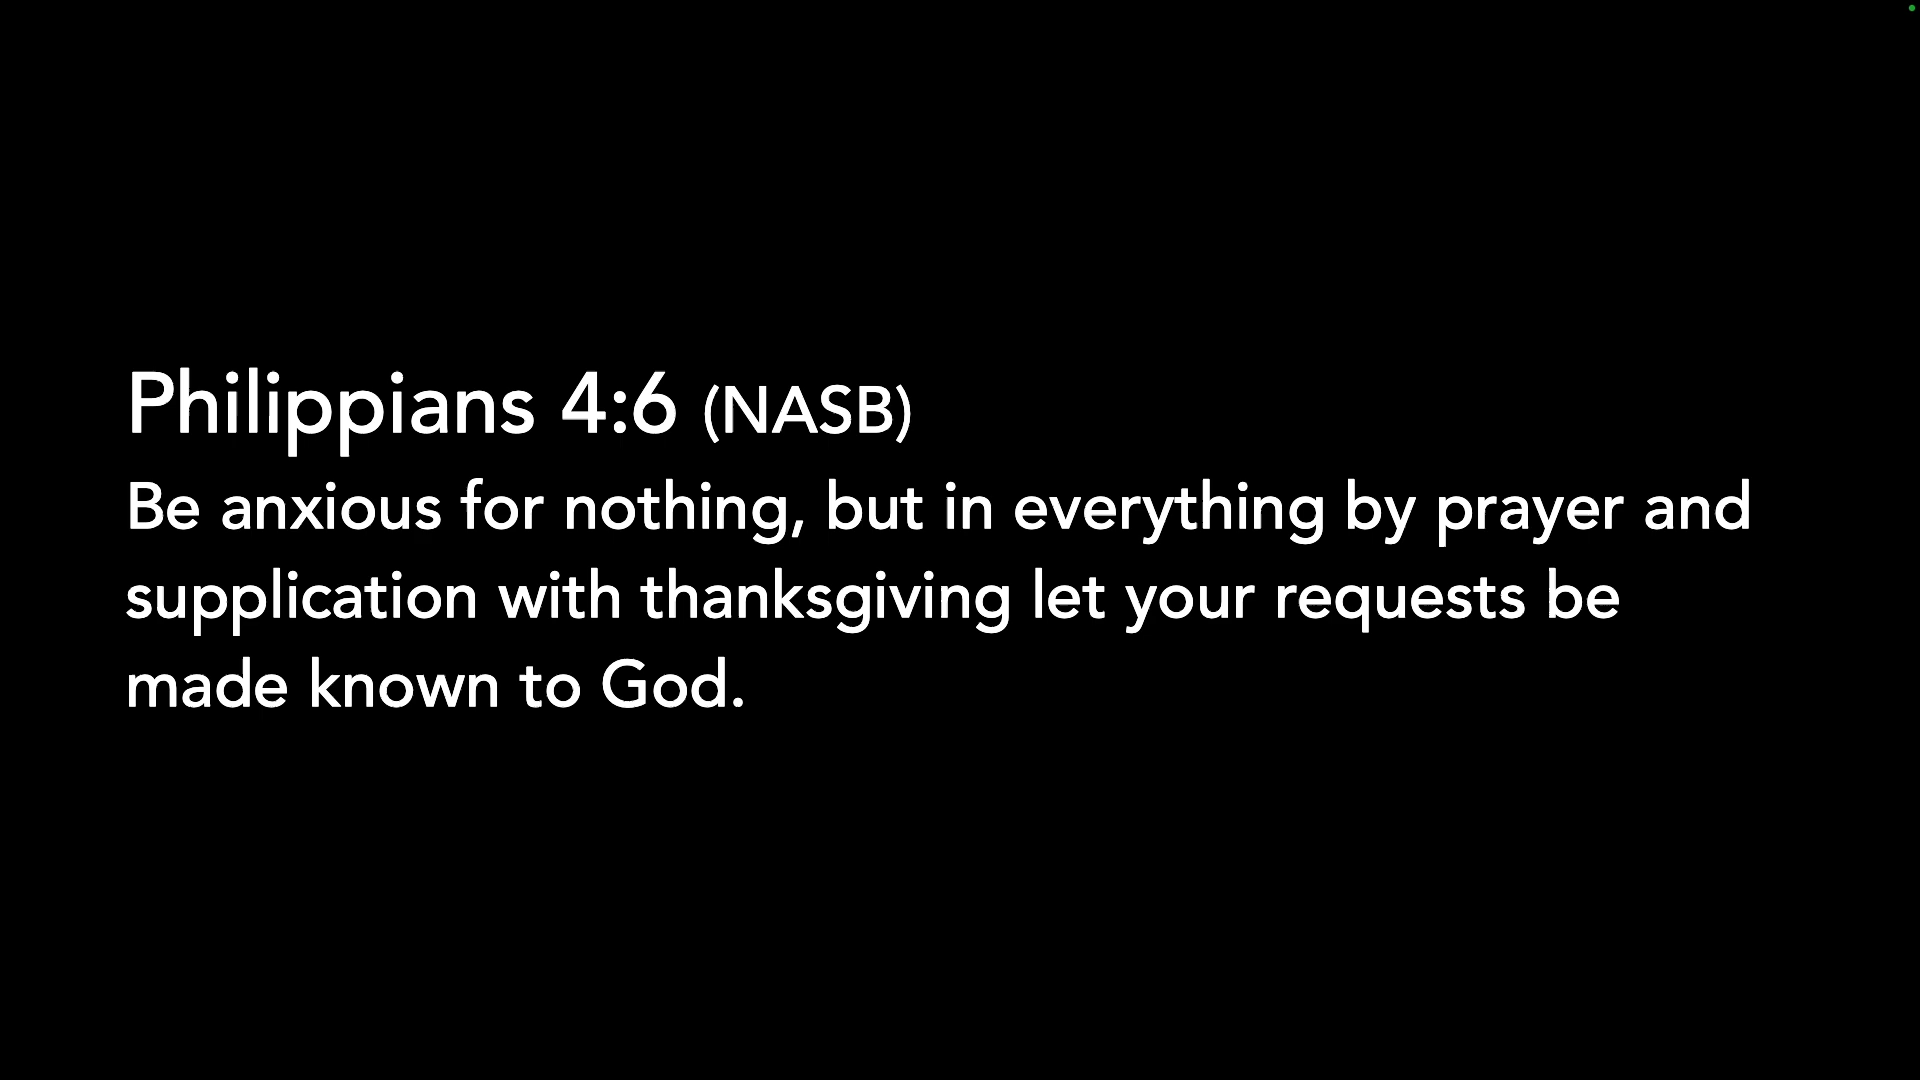 Philippians 4:6 (NASB)
Be anxious for nothing, but in everything by prayer and
supplication with thanksgiving let your requests be
made known to God.